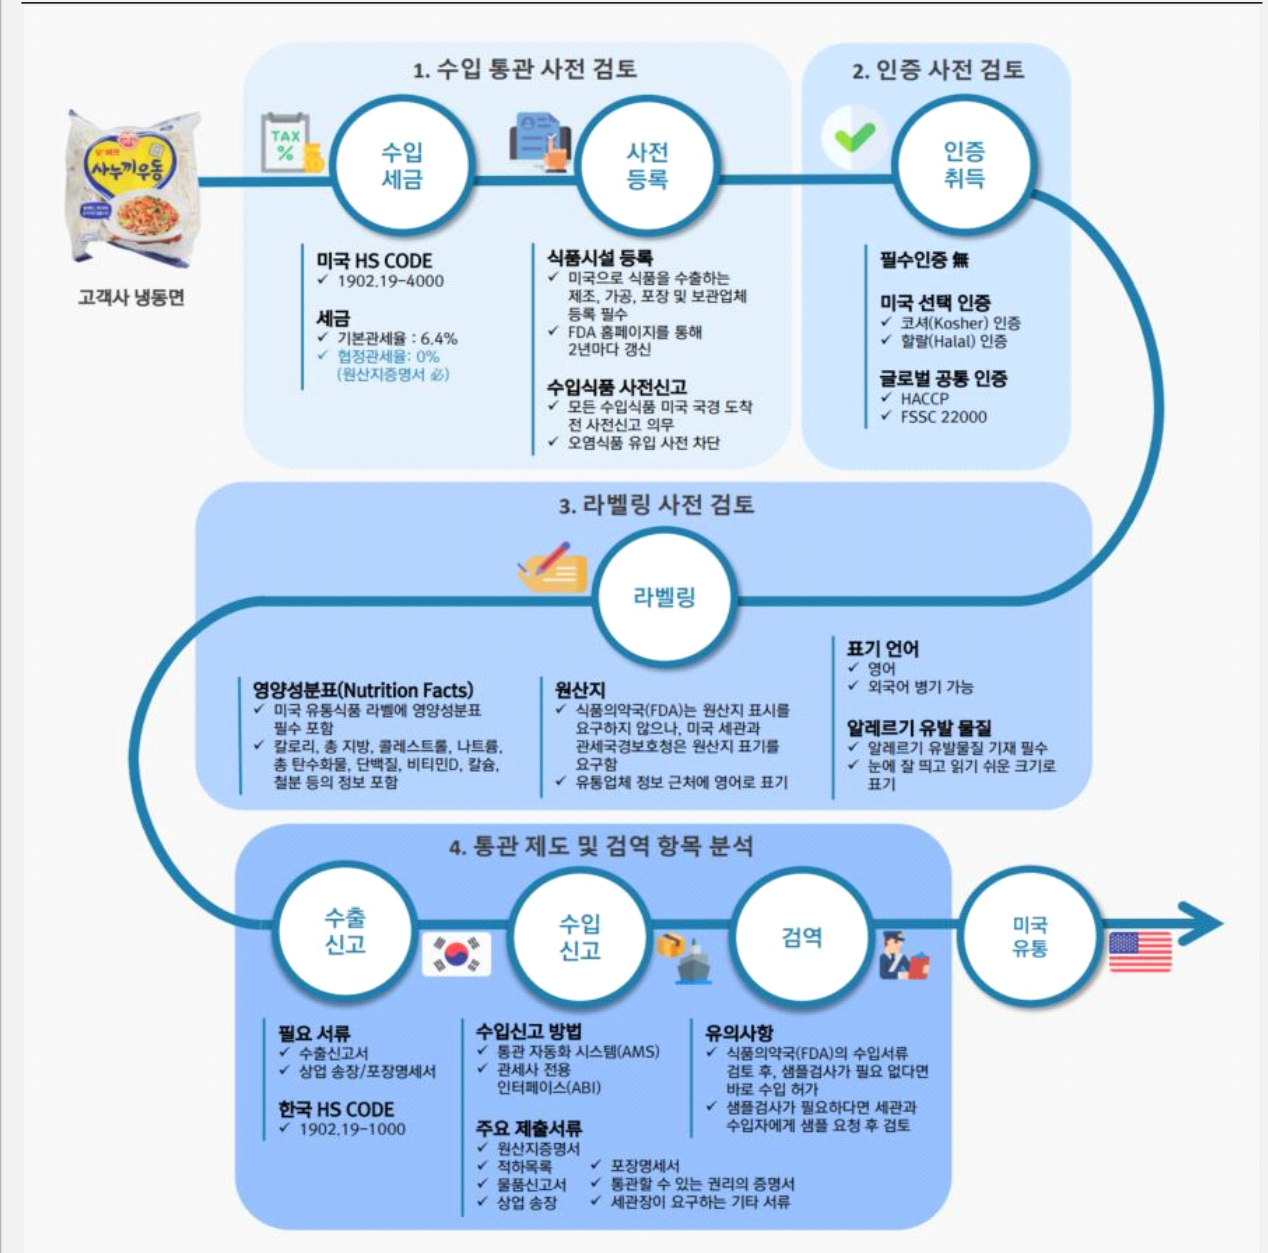 1. 수입 통관 사전 검토
2. 인증 사전 검토
TAX
%
수입
세금
사전
등록
인증
취득
사누끼우동
고객사 냉동면
미국 HS CODE
✓ 1902.19-4000
세금
✓ 기본관세율 : 6.4%
✓ 협정관세율: 0%
(원산지증명서 必)
식품시설 등록
✓ 미국으로 식품을 수출하는
제조, 가공, 포장 및 보관업체
등록 필수
✓ FDA 홈페이지를 통해
2년마다 갱신
수입식품 사전신고
✓ 모든 수입식품 미국 국경 도착
전 사전신고 의무
✓ 오염식품 유입 사전 차단
필수인증 無
미국 선택 인증
✓ 코셔(Kosher) 인증
✓ 할랄(Halal) 인증
글로벌 공통 인증
✓ HACCP
✓ FSSC 22000
3. 라벨링 사전 검토
라벨링
영양성분표(Nutrition Facts)
✓ 미국 유통식품 라벨에 영양성분표
필수 포함
✓ 칼로리, 총 지방, 콜레스트롤, 나트륨,
총 탄수화물, 단백질, 비티민D, 칼슘,
철분 등의 정보 포함
원산지
✓ 식품의약국(FDA)는 원산지 표시를
요구하지 않으나, 미국 세관과
관세국경보호청은 원산지 표기를
요구함
✓ 유통업체 정보 근처에 영어로 표기
표기 언어
✓ 영어
✓ 외국어 병기 가능
알레르기 유발 물질
✓ 알레르기 유발물질 기재 필수
✓ 눈에 잘 띄고 읽기 쉬운 크기로
표기
4. 통관 제도 및 검역 항목 분석
수출
신고
수입
신고
검역
미국
유통
필요 서류
✓ 수출신고서
✓ 상업 송장/포장명세서
한국 HS CODE
✓ 1902.19-1000
수입신고 방법
✓ 통관 자동화 시스템(AMS)
✓ 관세사 전용
인터페이스(ABI)
주요 제출서류
✓ 원산지증명서
✓ 적하목록
✓ 물품신고서
✓ 상업 송장
✓ 포장명세서
✓ 통관할 수 있는 권리의 증명서
✓ 세관장이 요구하는 기타 서류
유의사항
✓ 식품의약국(FDA)의 수입서류
검토 후, 샘플검사가 필요 없다면
바로 수입 허가
✓ 샘플검사가 필요하다면 세관과
수입자에게 샘플 요청 후 검토